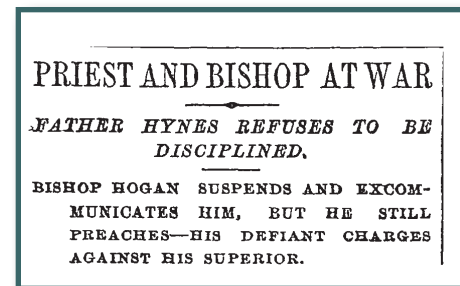 PRIEST AND BISHOP AT WAR
FATHER HYNES REFUSES TO BE
DISCIPLINED.
BISHOP HOGAN SUSPENDS AND EXCOM-
MUNICATES HIM, BUT HE STILL
PREACHES—HIS DEFIANT CHARGES
AGAINST HIS SUPERIOR.